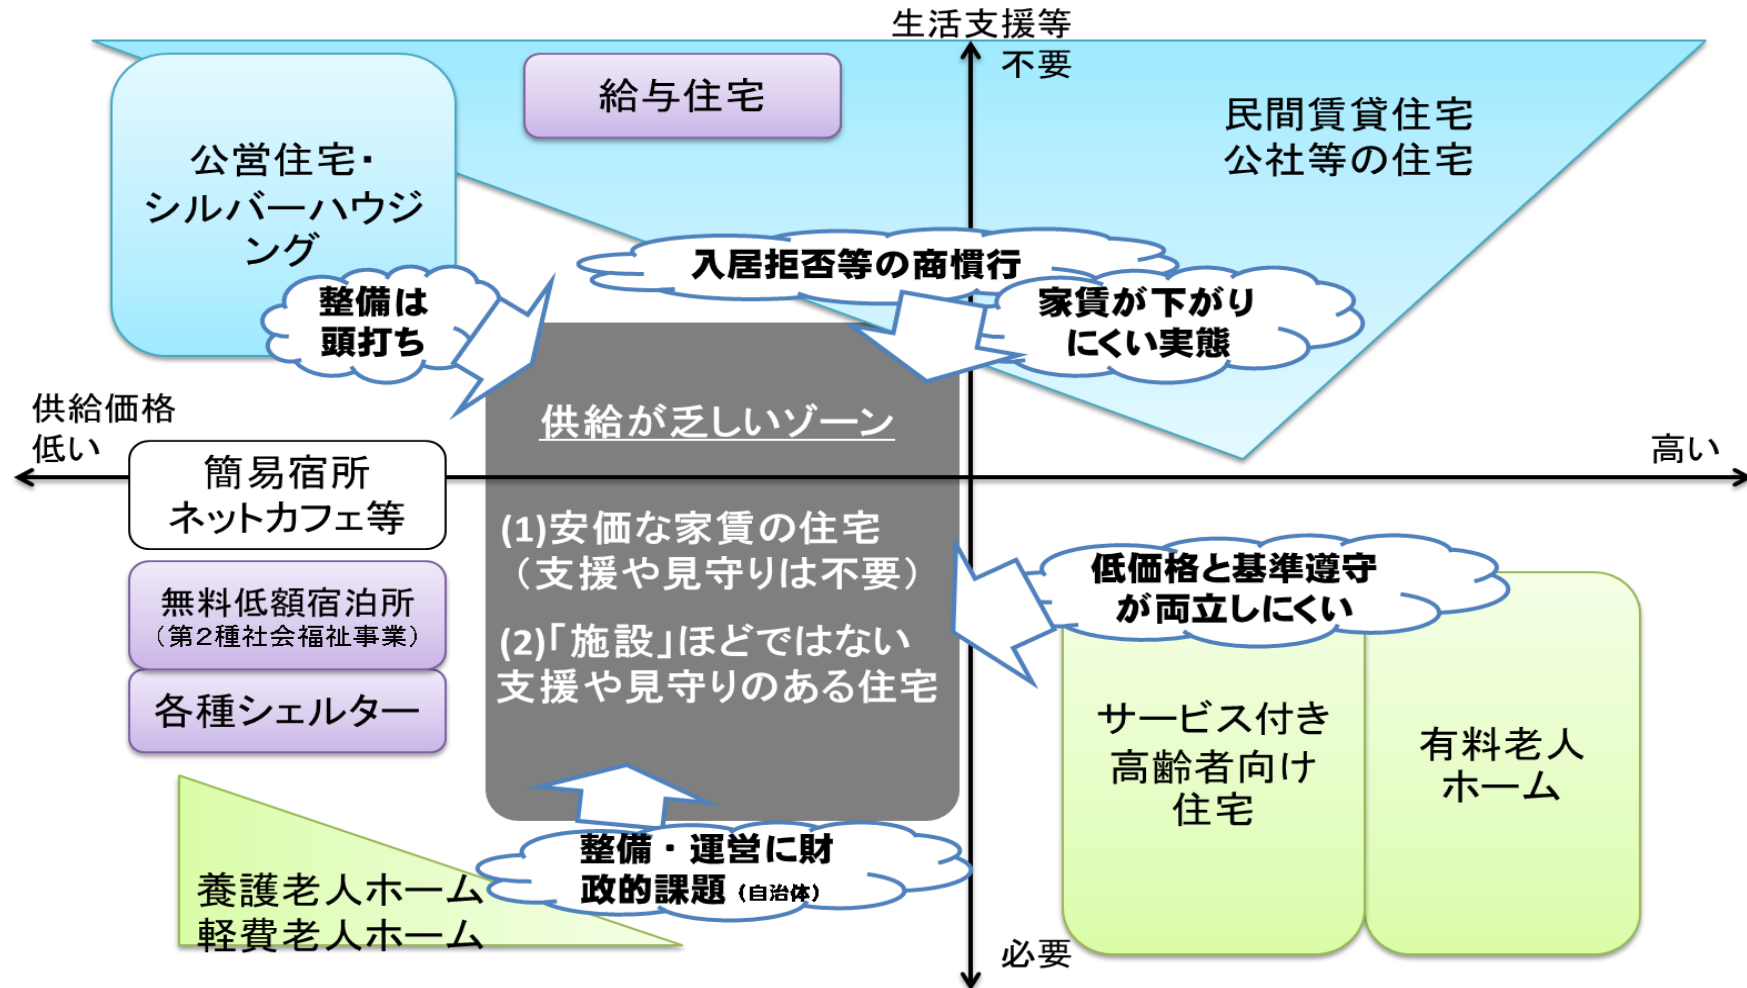 生活支援等
不要
給与住宅
民間賃貸住宅
公社等の住宅
公営住宅・
シルバーハウジ
ング
入居拒否等の商慣行
整備は
頭打ち
家賃が下がり
にくい実態
供給価格
低い
高い
供給が乏しいゾーン
簡易宿所
ネットカフェ等
(1)安価な家賃の住宅
（支援や見守りは不要）
(2)「施設」ほどではない
支援や見守りのある住宅
低価格と基準遵守
が両立しにくい
無料低額宿泊所
（第２種社会福祉事業）
各種シェルター
サービス付き
高齢者向け
住宅
有料老人
ホーム
整備・運営に財
政的課題（自治体）
養護老人ホーム
軽費老人ホーム
必要